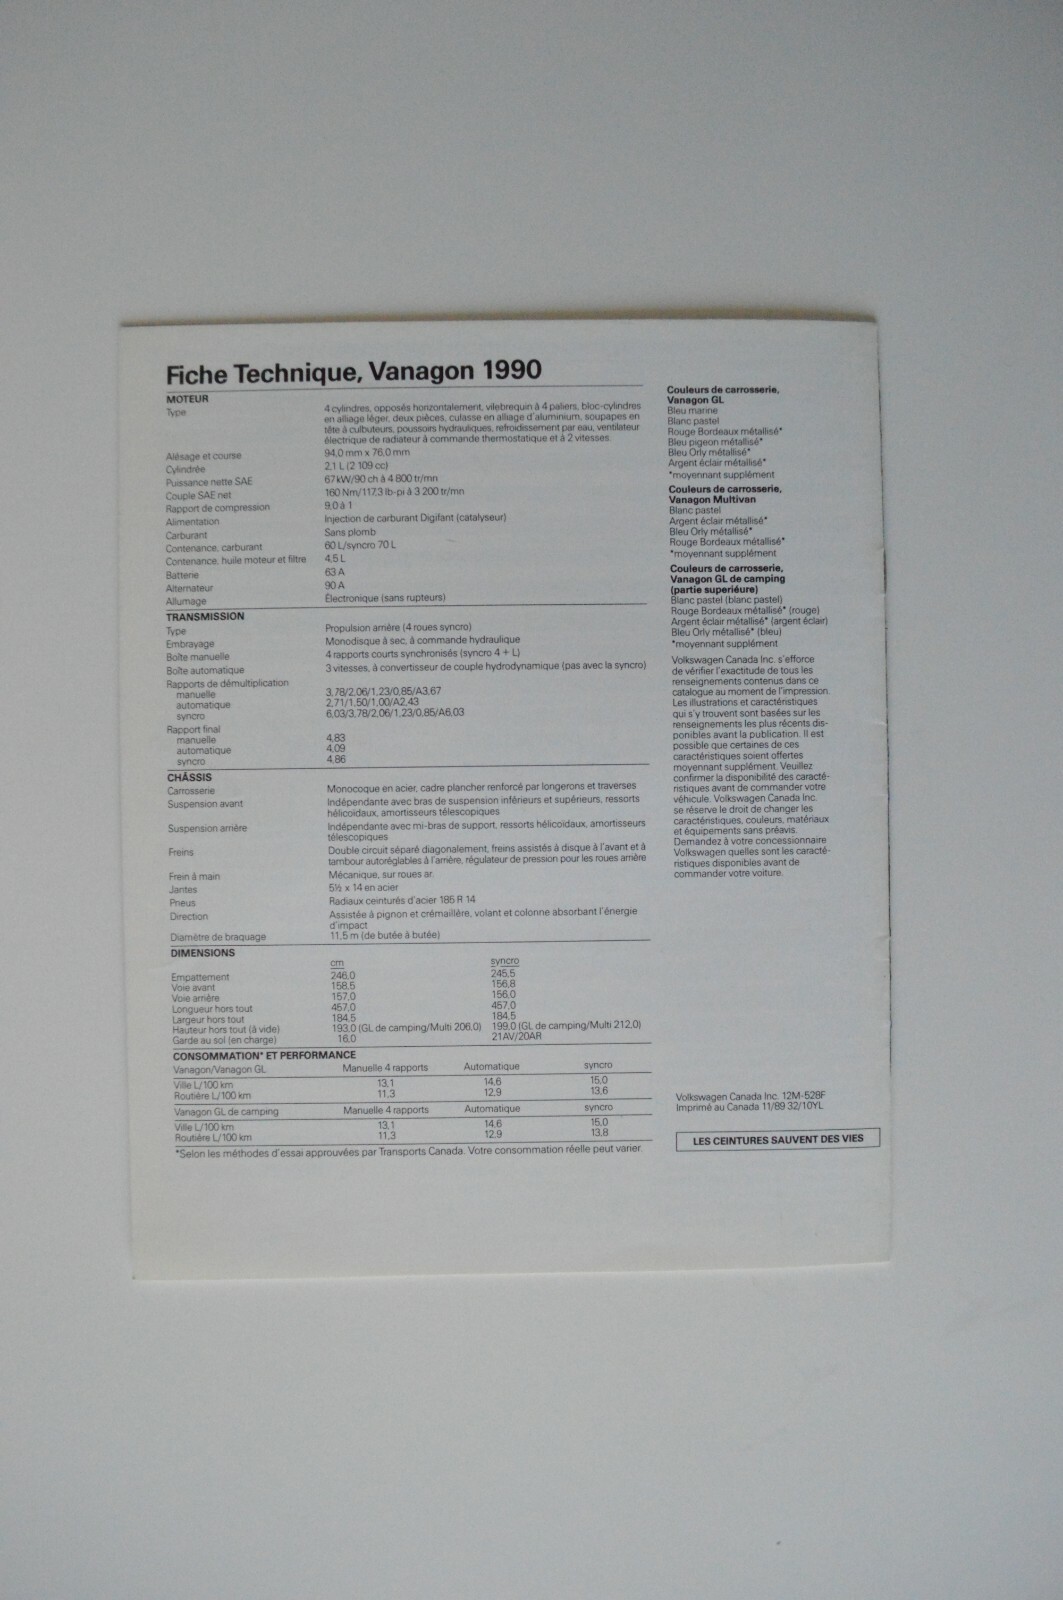 Fiche Technique, Vanagon 1990
MOTEUR
Type 4 cylindres, opposés horizontalement, vilebrequin à 4 paliers, bloc-cylindres
en alliage léger, deux pièces, culasse en alliage d'aluminium, soupapes en
tête à culbuteurs, poussoirs hydrauliques, refroidissement par eau, ventilateur
électrique de radiateur à commande thermostatique et à 2 vitesses.
Alésage et course 94,0 mm x 76,0 mm
Cylindrée 2,1 L (2 109 cc)
Puissance nette SAE 67 kW/90 ch à 4 800 tr/mn
Couple SAE net 160 Nm/117,3 lb-pi à 3 200 tr/mn
Rapport de compression 9,0 à 1
Alimentation Injection de carburant Digifant (catalyseur)
Carburant Sans plomb
Contenance, carburant 60 L/syncro 70 L
Contenance, huile moteur et filtre 4,5 L
Batterie 63 A
Alternateur 90 A
Allumage Électronique (sans rupteurs)
TRANSMISSION
Type Propulsion arrière (4 roues syncro)
Embrayage Monodisque à sec, à commande hydraulique
Boîte manuelle 4 rapports courts synchronisés (syncro 4 + L)
Boîte automatique 3 vitesses, à convertisseur de couple hydrodynamique (pas avec la syncro)
Rapports de démultiplication
manuelle 3,78/2,06/1,23/0,85/A3,67
automatique 2,71/1,50/1,00/A2,43
syncro 6,03/3,78/2,06/1,23/0,85/A6,03
Rapport final
manuelle 4,83
automatique 4,09
syncro 4,86
CHÂSSIS
Carrosserie Monocoque en acier, cadre plancher renforcé par longerons et traverses
Suspension avant Indépendante avec bras de suspension inférieurs et supérieurs, ressorts
hélicoïdaux, amortisseurs télescopiques
Suspension arrière Indépendante avec mi-bras de support, ressorts hélicoïdaux, amortisseurs
télescopiques
Freins Double circuit séparé diagonalement, freins assistés à disque à l'avant et à
tambour autoréglables à l'arrière, régulateur de pression pour les roues arrière
Frein à main Mécanique, sur roues ar.
Jantes 5½ x 14 en acier
Pneus Radiaux ceinturés d'acier 185 R 14
Direction Assistée à pignon et crémaillère, volant et colonne absorbant l'énergie
d'impact
Diamètre de braquage 11,5 m (de butée à butée)
DIMENSIONS
cm syncro
Empattement 246,0 245,5
Voie avant 158,5 156,8
Voie arrière 157,0 156,0
Longueur hors tout 457,0 457,0
Largeur hors tout 184,5 184,5
Hauteur hors tout (à vide) 193,0 (GL de camping/Multi 206,0) 199,0 (GL de camping/Multi 212,0)
Garde au sol (en charge) 16,0 21AV/20AR
CONSOMMATION* ET PERFORMANCE
Vanagon/Vanagon GL Manuelle 4 rapports Automatique syncro
Ville L/100 km 13,1 14,6 15,0
Routière L/100 km 11,3 12,9 13,6
Vanagon GL de camping Manuelle 4 rapports Automatique syncro
Ville L/100 km 13,1 14,6 15,0
Routière L/100 km 11,3 12,9 13,8
*Selon les méthodes d'essai approuvées par Transports Canada. Votre consommation réelle peut varier.
Couleurs de carrosserie,
Vanagon GL
Bleu marine
Blanc pastel
Rouge Bordeaux métallisé*
Bleu pigeon métallisé*
Bleu Orly métallisé*
Argent éclair métallisé*
*moyennant supplément
Couleurs de carrosserie,
Vanagon Multivan
Blanc pastel
Argent éclair métallisé*
Bleu Orly métallisé*
Rouge Bordeaux métallisé*
*moyennant supplément
Couleurs de carrosserie,
Vanagon GL de camping
(partie superiéure)
Blanc pastel (blanc pastel)
Rouge Bordeaux métallisé* (rouge)
Argent éclair métallisé* (argent éclair)
Bleu Orly métallisé* (bleu)
*moyennant supplément
Volkswagen Canada Inc. s'efforce
de vérifier l'exactitude de tous les
renseignements contenus dans ce
catalogue au moment de l'impression.
Les illustrations et caractéristiques
qui s'y trouvent sont basées sur les
renseignements les plus récents dis-
ponibles avant la publication. Il est
possible que certaines de ces
caractéristiques soient offertes
moyennant supplément. Veuillez
confirmer la disponibilité des caracté-
ristiques avant de commander votre
véhicule. Volkswagen Canada Inc.
se réserve le droit de changer les
caractéristiques, couleurs, matériaux
et équipements sans préavis.
Demandez à votre concessionnaire
Volkswagen quelles sont les caracté-
ristiques disponibles avant de
commander votre voiture.
Volkswagen Canada Inc. 12M-528F
Imprimé au Canada 11/89 32/10YL
LES CEINTURES SAUVENT DES VIES